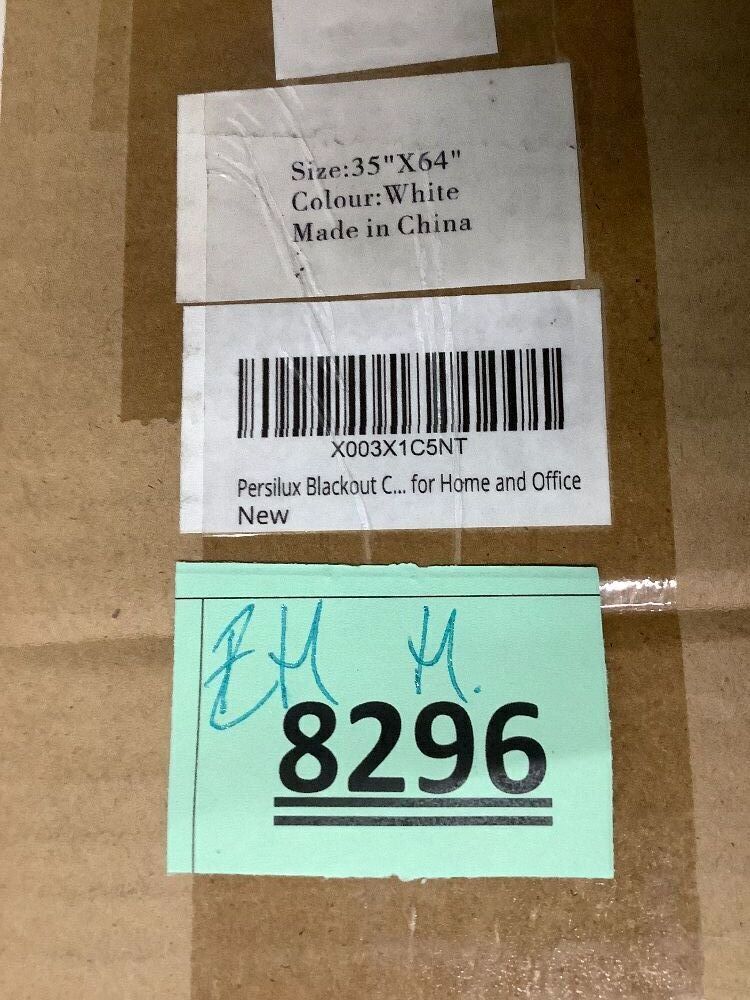 Size:35"X64"
Colour:White
Made in China
X003X1C5NT
Persilux Blackout C... for Home and Office
New
8296